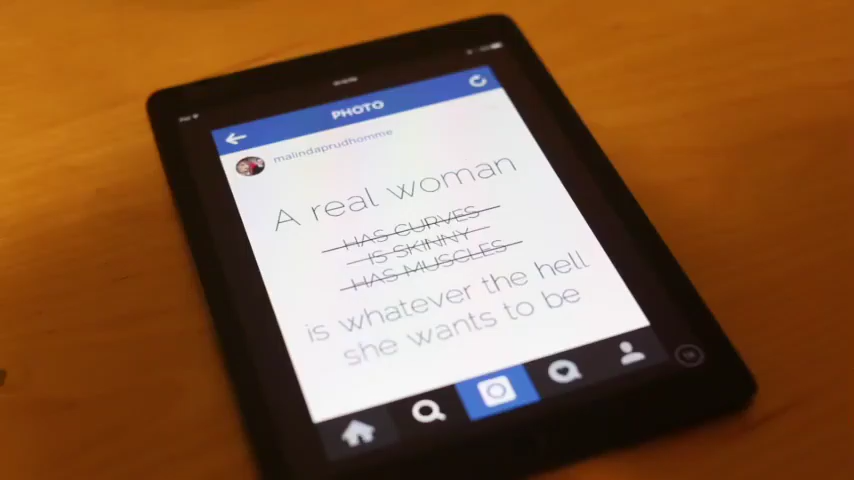 PHOTO
malindaprudhomme
A real woman
HAS CURVES
IS SKINNY
HAS MUSCLES
is whatever the hell
she wants to be